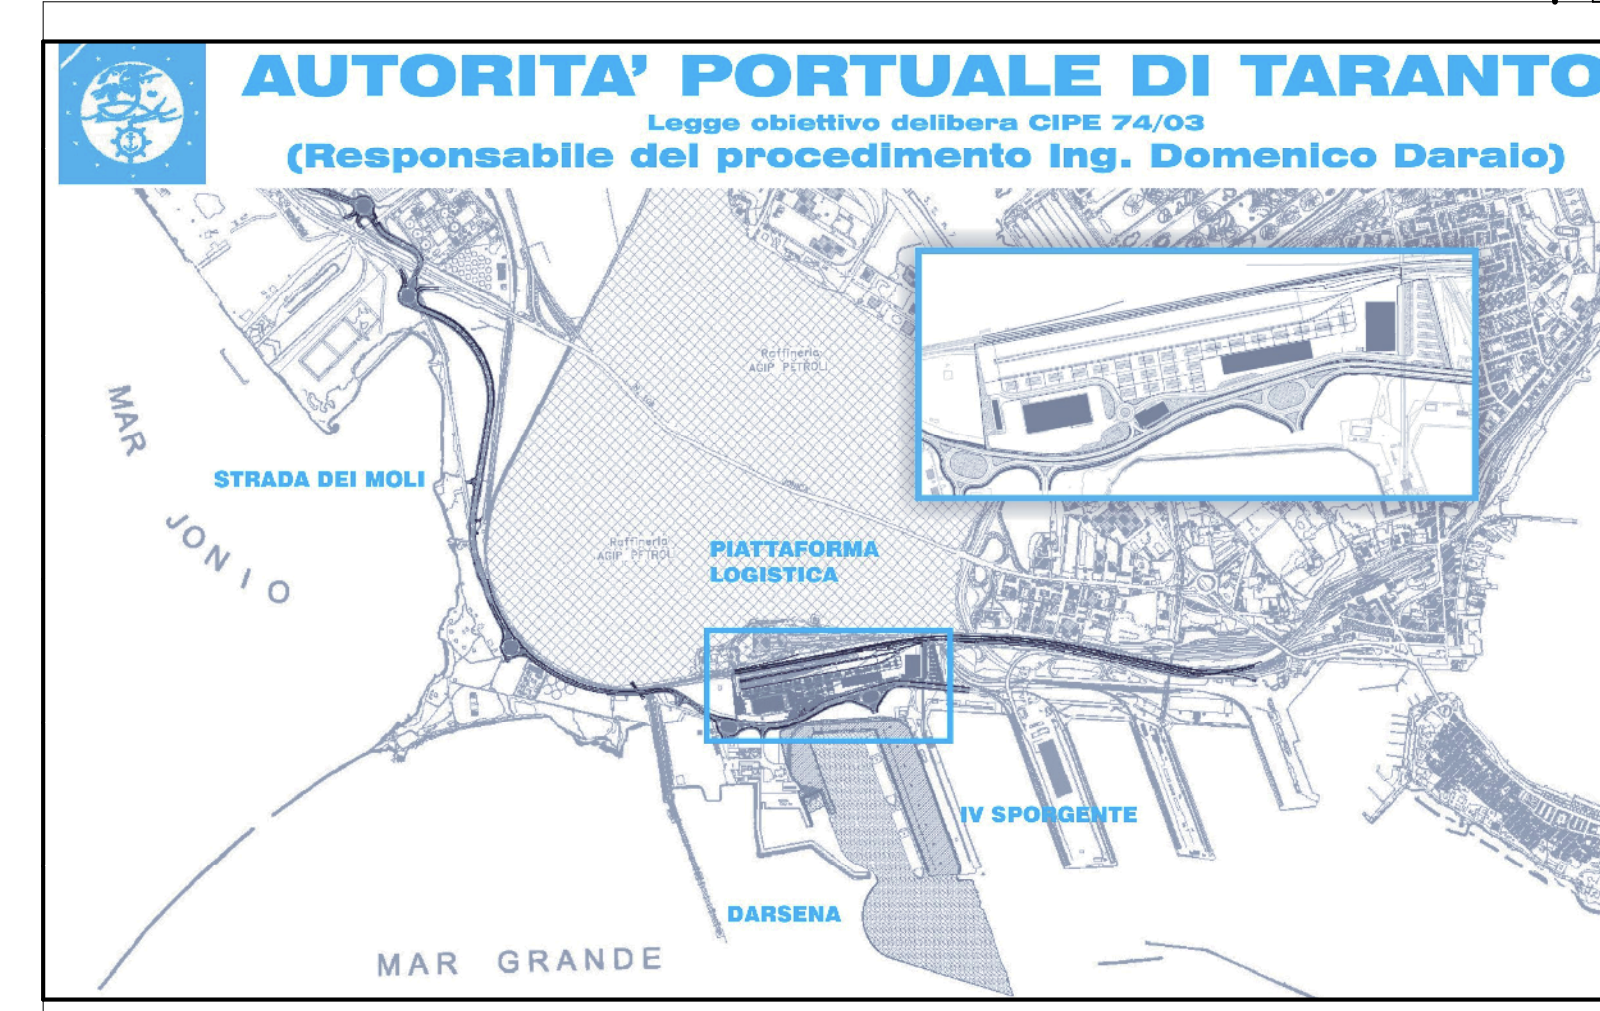 AUTORITA' PORTUALE DI TARANTO
Legge obiettivo delibera CIPE 74/03
(Responsabile del procedimento Ing. Domenico Daraio)
Raffineria
AGIP PETROLI
MAR
JONIO
STRADA DEI MOLI
Raffineria
AGIP PETROLI
PIATTAFORMA
LOGISTICA
IV SPORGENTE
DARSENA
MAR GRANDE